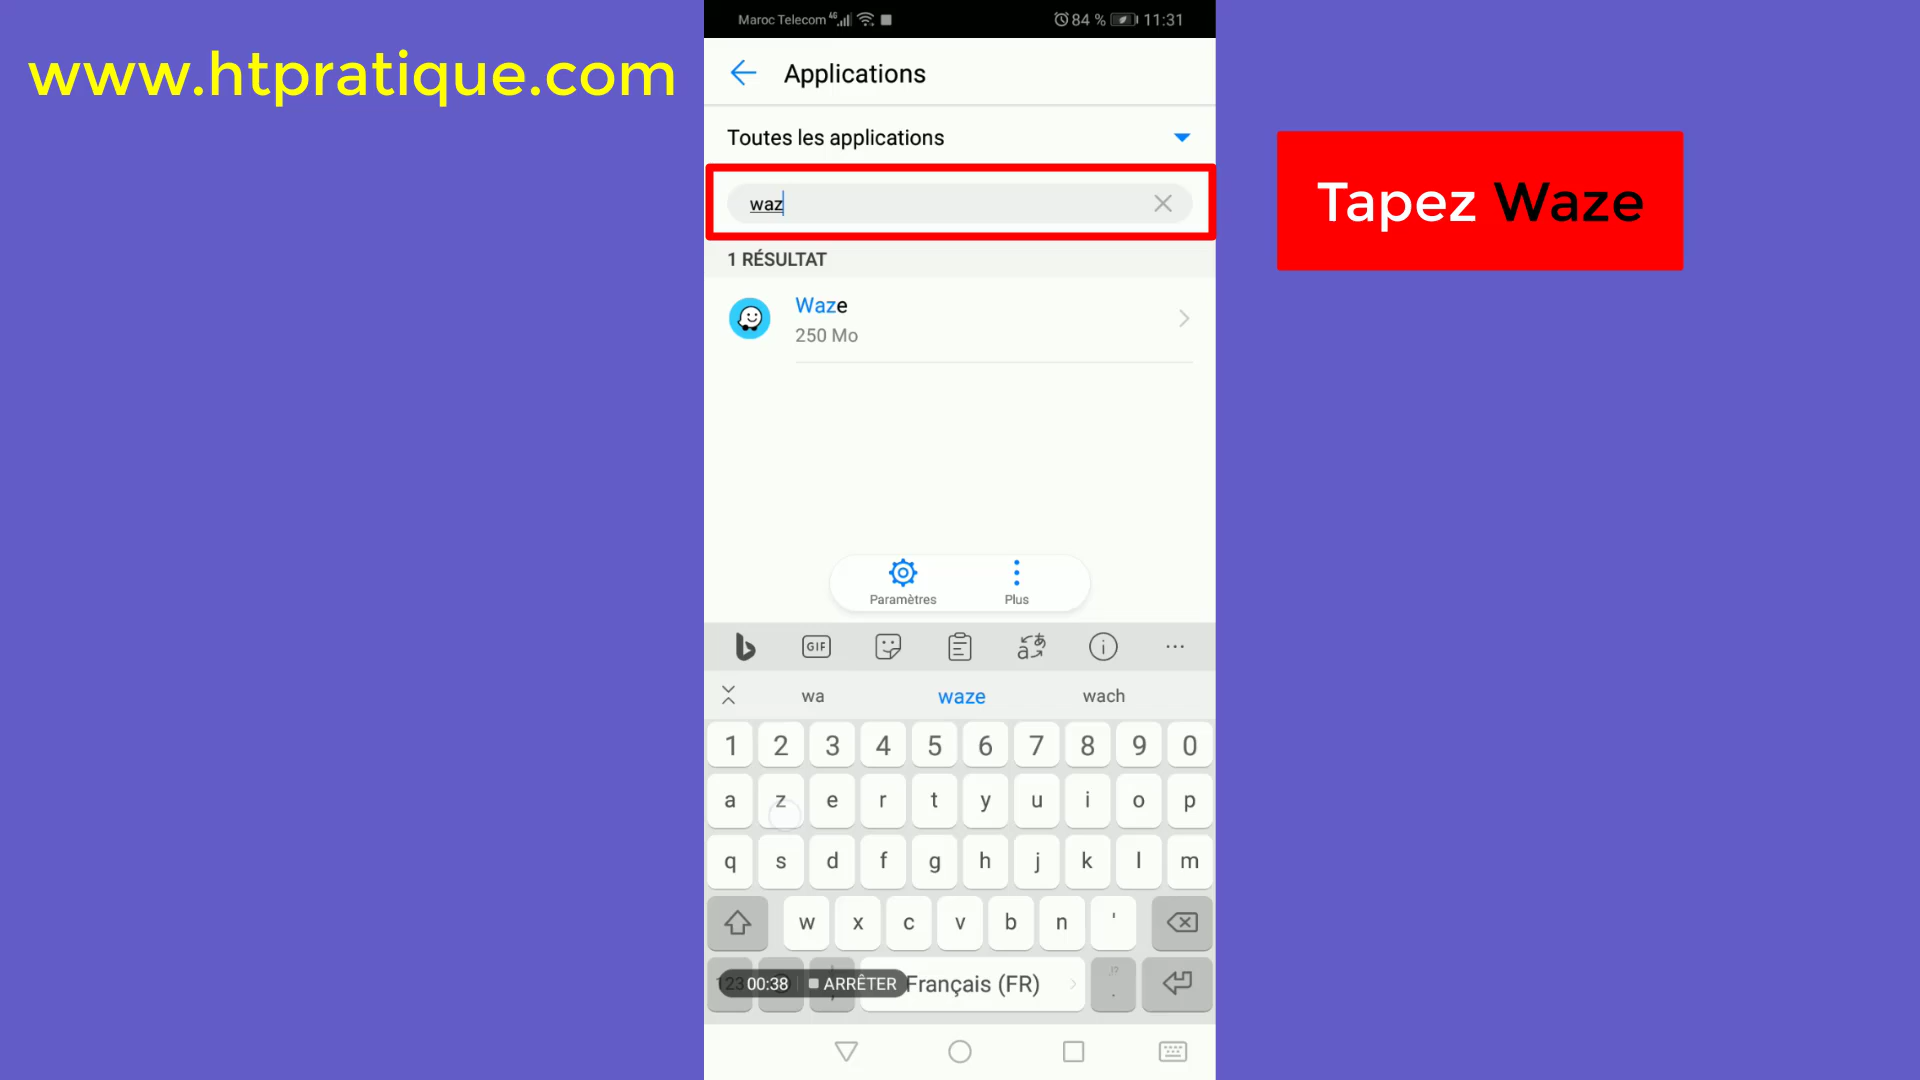 www.htpratique.com
Maroc Telecom 4G 84 % 11:31
Applications
Toutes les applications
waz
Tapez Waze
1 RÉSULTAT
Waze
250 Mo
Paramètres Plus
GIF
wa waze wach
1 2 3 4 5 6 7 8 9 0
a z e r t y u i o p
q s d f g h j k l m
w x c v b n '
123 00:38 ARRÊTER Français (FR) .